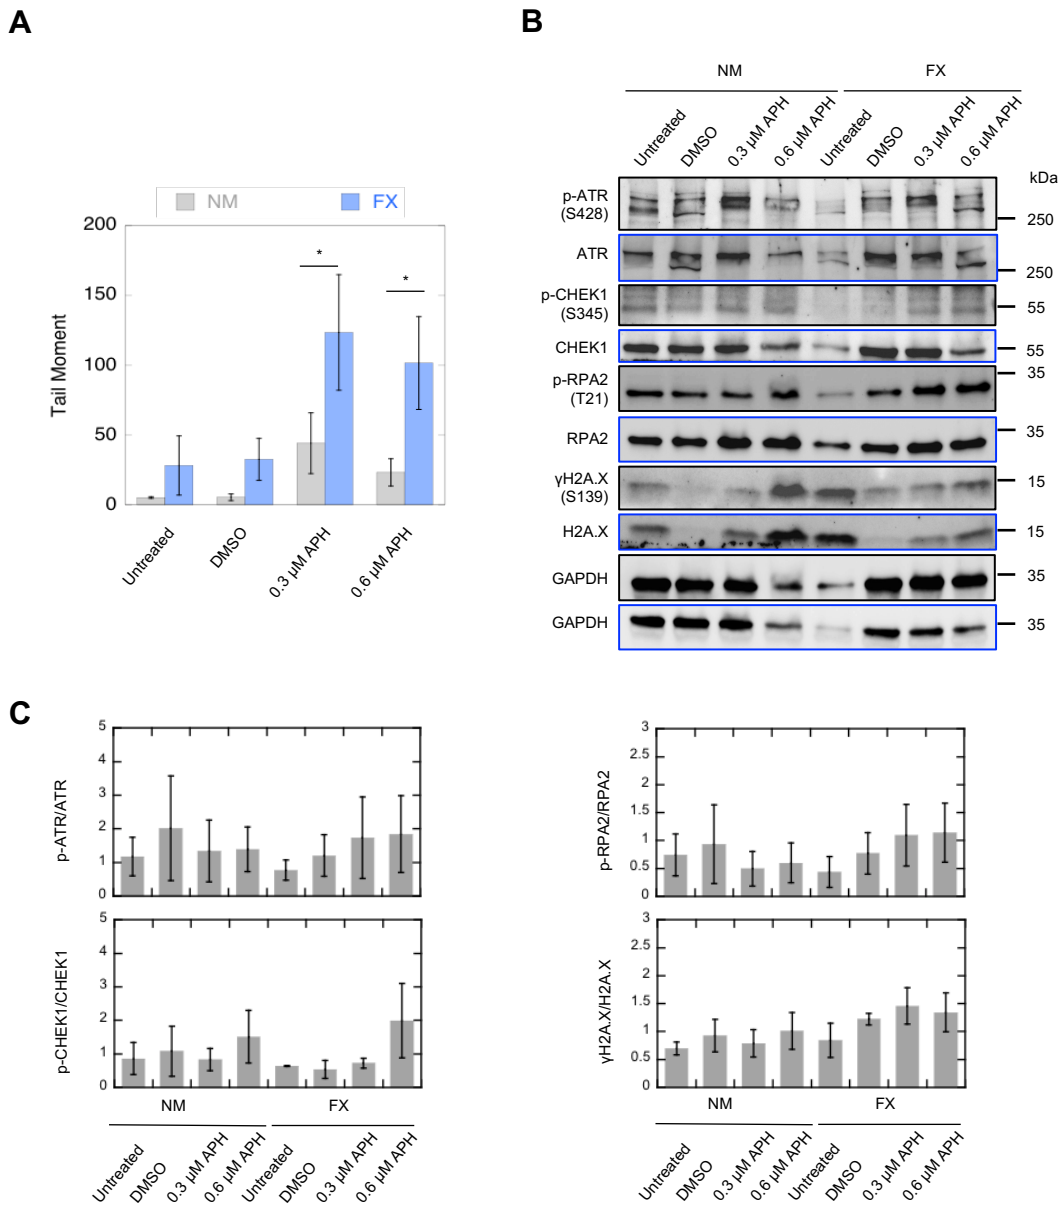 A
NM
FX
200
150
100
50
0
Tail Moment
*
*
Untreated
DMSO
0.3 µM APH
0.6 µM APH
B
NM
FX
Untreated
DMSO
0.3 µM APH
0.6 µM APH
Untreated
DMSO
0.3 µM APH
0.6 µM APH
kDa
p-ATR
(S428)
250
ATR
250
p-CHEK1
(S345)
55
CHEK1
55
p-RPA2
(T21)
35
RPA2
35
γH2A.X
(S139)
15
H2A.X
15
GAPDH
35
GAPDH
35
C
5
4
3
2
1
0
p-ATR/ATR
5
4
3
2
1
0
p-CHEK1/CHEK1
NM
FX
Untreated
DMSO
0.3 µM APH
0.6 µM APH
Untreated
DMSO
0.3 µM APH
0.6 µM APH
3
2.5
2
1.5
1
0.5
0
p-RPA2/RPA2
3
2.5
2
1.5
1
0.5
0
γH2A.X/H2A.X
NM
FX
Untreated
DMSO
0.3 µM APH
0.6 µM APH
Untreated
DMSO
0.3 µM APH
0.6 µM APH